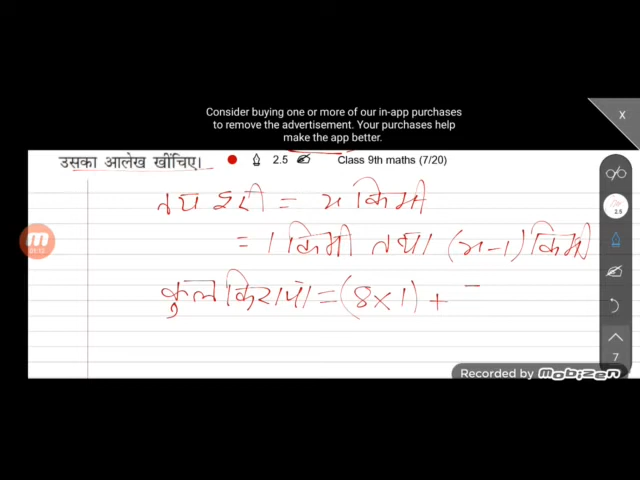 Consider buying one or more of our in-app purchases
to remove the advertisement. Your purchases help
make the app better.
X
उसका आलेख खींचिए।
2.5
Class 9th maths (7/20)
तय दूरी = x किमी
= 1 किमी तथा (x-1) किमी
कुल किराया = (8×1) +
2.5
7
Recorded by mobizen